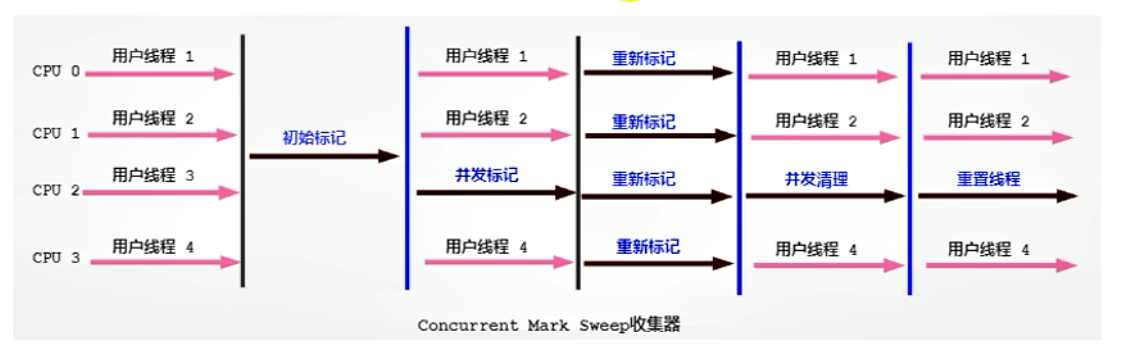 用户线程 1 用户线程 1 重新标记 用户线程 1 用户线程 1
CPU 0
用户线程 2 用户线程 2 重新标记 用户线程 2 用户线程 2
CPU 1
初始标记
用户线程 3 并发标记 重新标记 并发清理 重置线程
CPU 2
用户线程 4 用户线程 4 重新标记 用户线程 4 用户线程 4
CPU 3
Concurrent Mark Sweep收集器